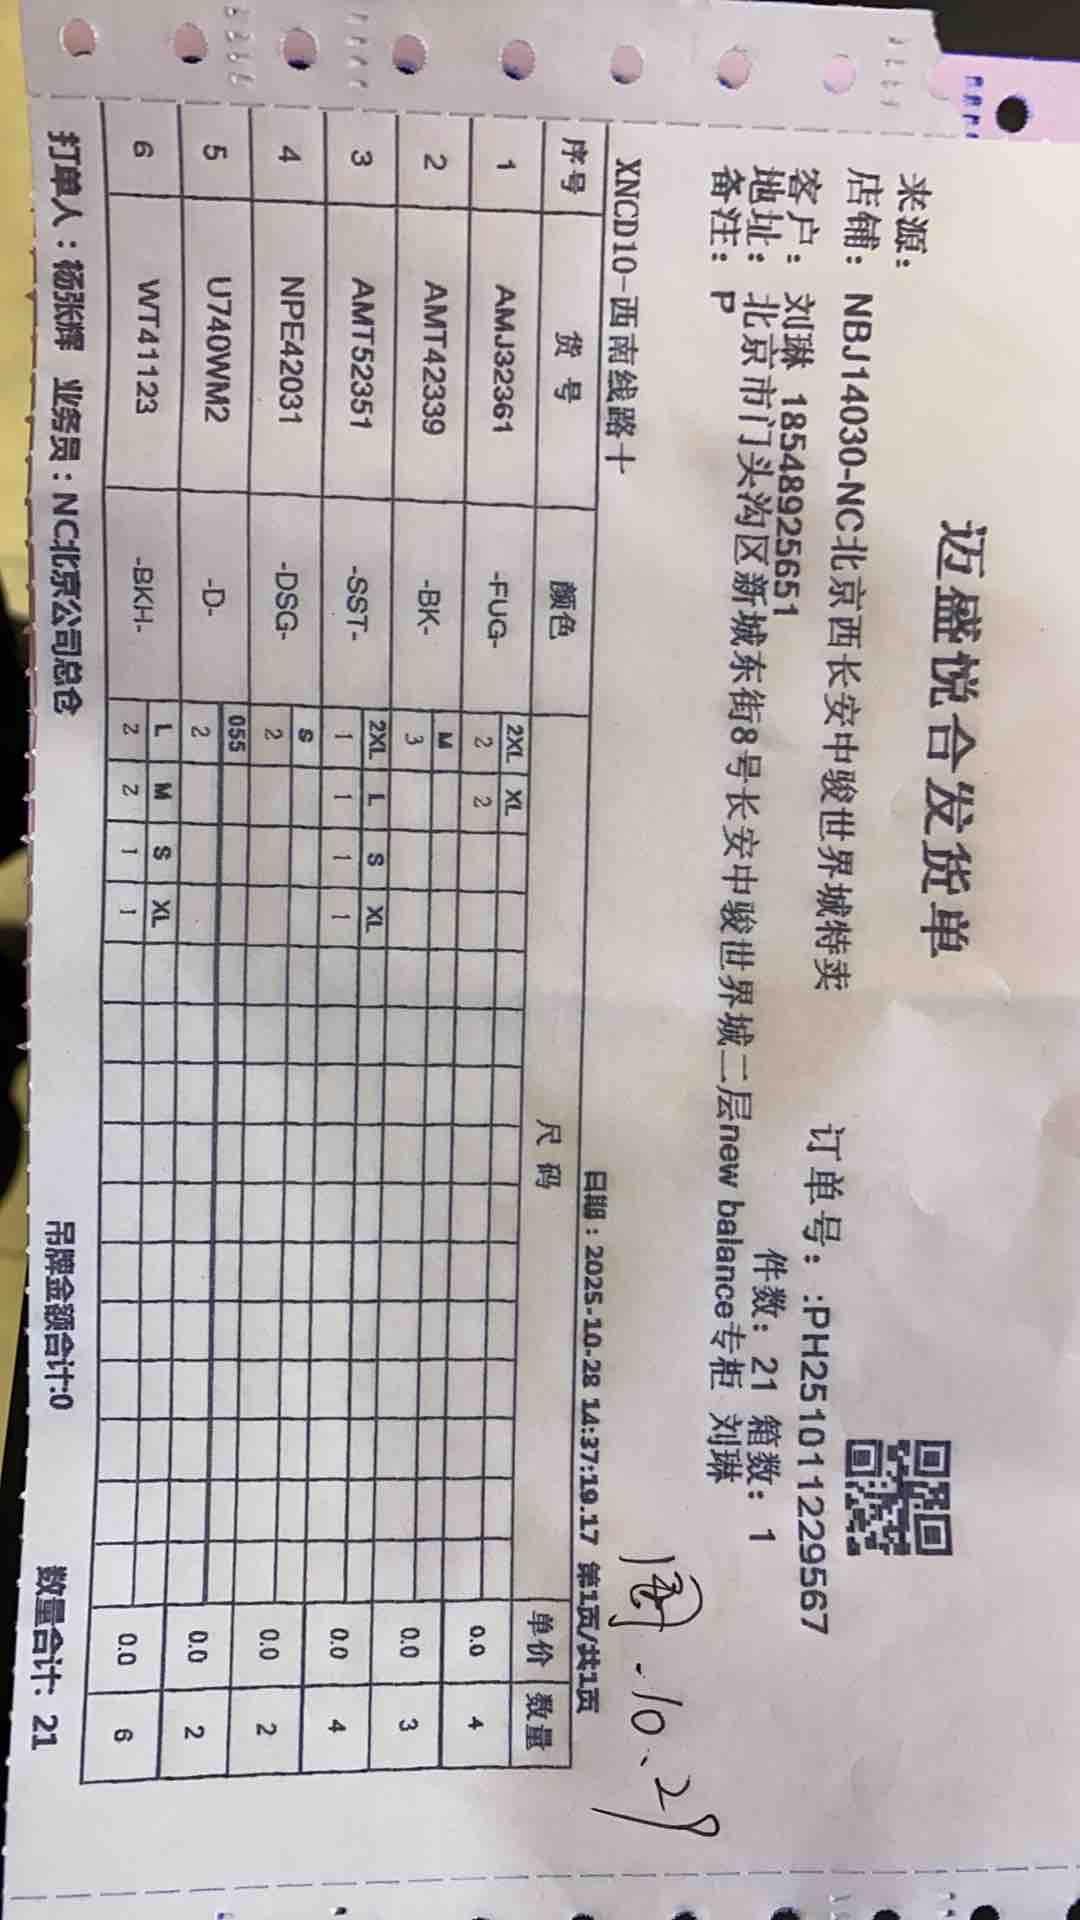 迈盛悦合发货单
来源：
店铺：NBJ14030-NC北京西长安中骏世界城特卖 订单号：:PH251011229567
客户：刘琳 18548925651 件数：21 箱数：1
地址：北京市门头沟区新城东街8号长安中骏世界城二层new balance专柜 刘琳
备注：P
10.29
XNCD10-西南线路十 日期：2025-10-28 14:37:19.17 第1页/共1页
序号 货号 颜色 尺码 单价 数量
2XL XL
1 AMJ32361 -FUG- 2 2 0.0 4
M
2 AMT42339 -BK- 3 0.0 3
2XL L S XL
3 AMT52351 -SST- 1 1 1 1 0.0 4
S
4 NPE42031 -DSG- 2 0.0 2
055
5 U740WM2 -D- 2 0.0 2
L M S XL
6 WT41123 -BKH- 2 2 1 1 0.0 6
打单人：杨张辉 业务员：NC北京公司总仓 吊牌金额合计:0 数量合计：21